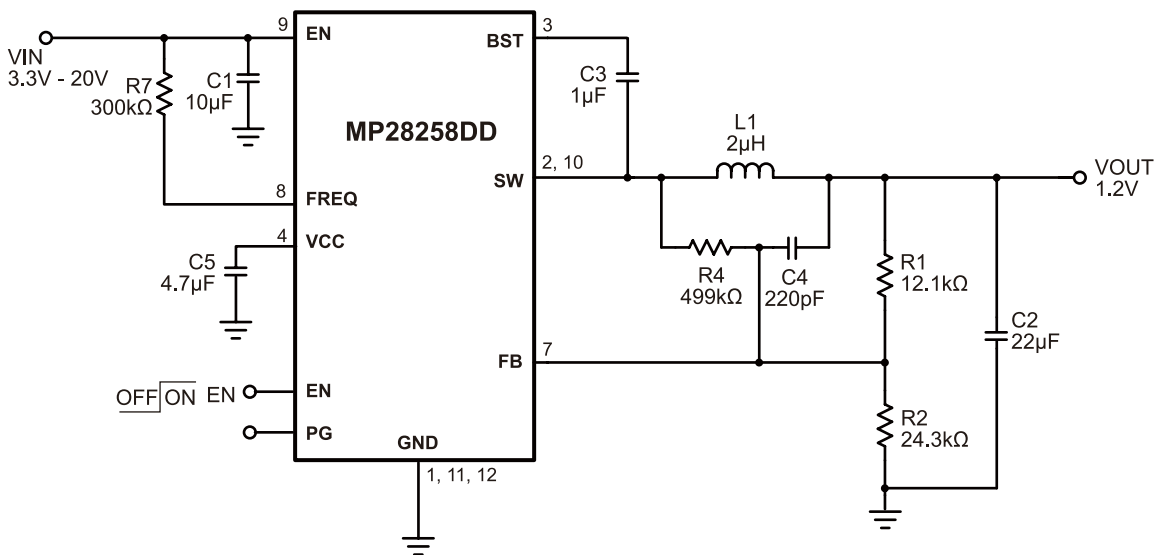 9
EN
VIN
3.3V - 20V
R7
300kΩ
C1
10µF
MP28258DD
BST
3
C3
1µF
L1
2µH
2, 10
SW
VOUT
1.2V
8
FREQ
4
VCC
C5
4.7µF
R4
499kΩ
C4
220pF
R1
12.1kΩ
C2
22µF
7
FB
OFF ON EN
EN
PG
R2
24.3kΩ
GND
1, 11, 12